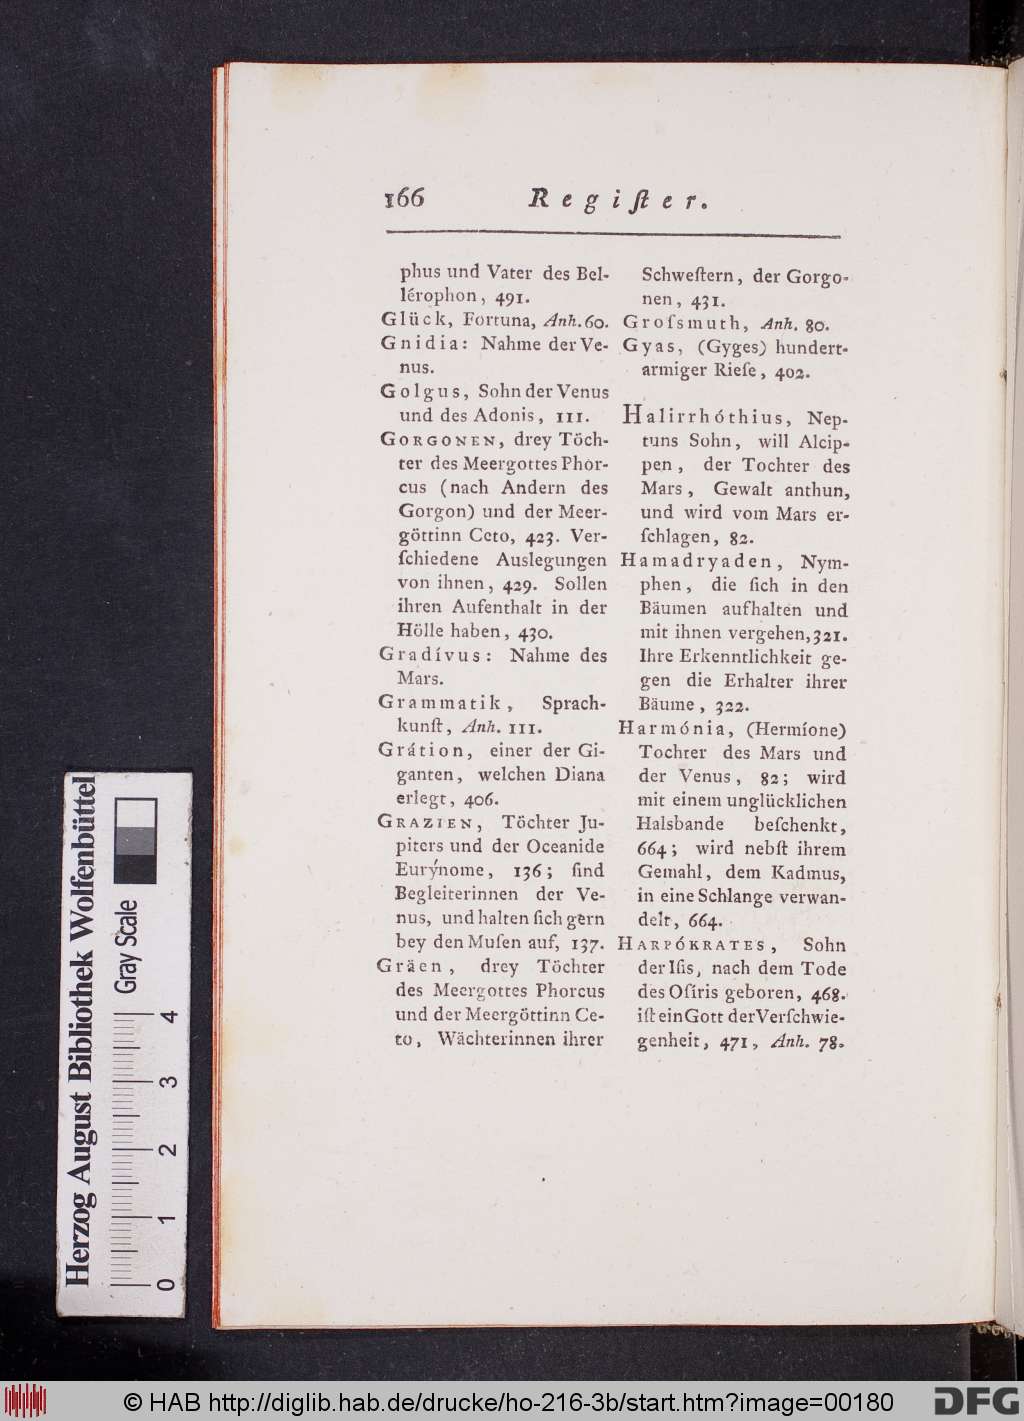 166 Regiſter.
phus und Vater des Bel-
lérophon, 491.
Glück, Fortuna, Anh. 60.
Gnidia: Nahme der Ve-
nus.
Golgus, Sohn der Venus
und des Adonis, 111.
GORGONEN, drey Töch-
ter des Meergottes Phor-
cus (nach Andern des
Gorgon) und der Meer-
göttinn Ceto, 423. Ver-
ſchiedene Auslegungen
von ihnen, 429. Sollen
ihren Aufenthalt in der
Hölle haben, 430.
Gradívus: Nahme des
Mars.
Grammatik, Sprach-
kunſt, Anh. 111.
Grátion, einer der Gi-
ganten, welchen Diana
erlegt, 406.
GRAZIEN, Töchter Ju-
piters und der Oceanide
Eurýnome, 136; ſind
Begleiterinnen der Ve-
nus, und halten ſich gern
bey den Muſen auf, 137.
Gräen, drey Töchter
des Meergottes Phorcus
und der Meergöttinn Ce-
to, Wächterinnen ihrer
Schweſtern, der Gorgo-
nen, 431.
Groſsmuth, Anh. 80.
Gyas, (Gyges) hundert-
armiger Rieſe, 402.
Halirrhóthius, Nep-
tuns Sohn, will Alcip-
pen, der Tochter des
Mars, Gewalt anthun,
und wird vom Mars er-
ſchlagen, 82.
Hamadryaden, Nym-
phen, die ſich in den
Bäumen aufhalten und
mit ihnen vergehen, 321.
Ihre Erkenntlichkeit ge-
gen die Erhalter ihrer
Bäume, 322.
Harmónia, (Hermíone)
Tochter des Mars und
der Venus, 82; wird
mit einem unglücklichen
Halsbande beſchenkt,
664; wird nebſt ihrem
Gemahl, dem Kadmus,
in eine Schlange verwan-
delt, 664.
HARPÓKRATES, Sohn
der Iſis, nach dem Tode
des Oſíris geboren, 468.
iſt ein Gott der Verſchwie-
genheit, 471, Anh. 78.
Herzog August Bibliothek Wolfenbüttel
Gray Scale
0 1 2 3 4
© HAB http://diglib.hab.de/drucke/ho-216-3b/start.htm?image=00180
DFG